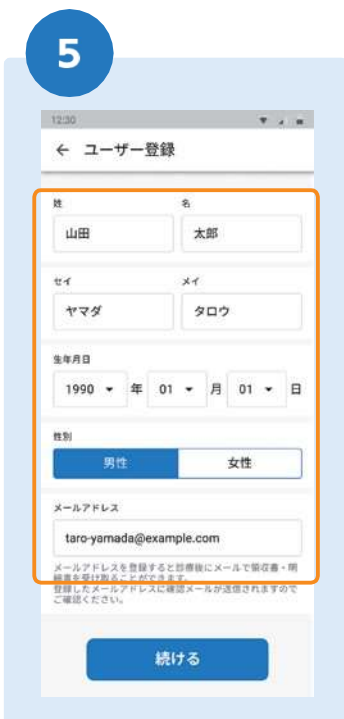 5
12:30
← ユーザー登録
姓 名
山田 太郎
セイ メイ
ヤマダ タロウ
生年月日
1990 年 01 月 01 日
性別
男性 女性
メールアドレス
taro-yamada@example.com
メールアドレスを登録すると診療後にメールで領収書・明
細書を受け取ることができます。
登録したメールアドレスに確認メールが送信されますので
ご確認ください。
続ける